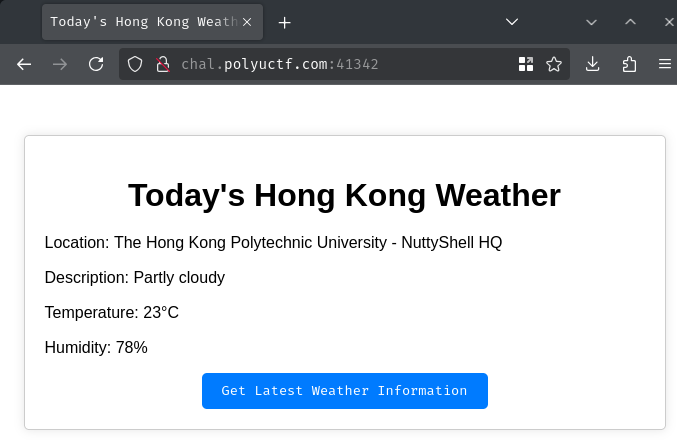 Today's Hong Kong Weath
chal.polyuctf.com:41342
Today's Hong Kong Weather
Location: The Hong Kong Polytechnic University - NuttyShell HQ
Description: Partly cloudy
Temperature: 23°C
Humidity: 78%
Get Latest Weather Information